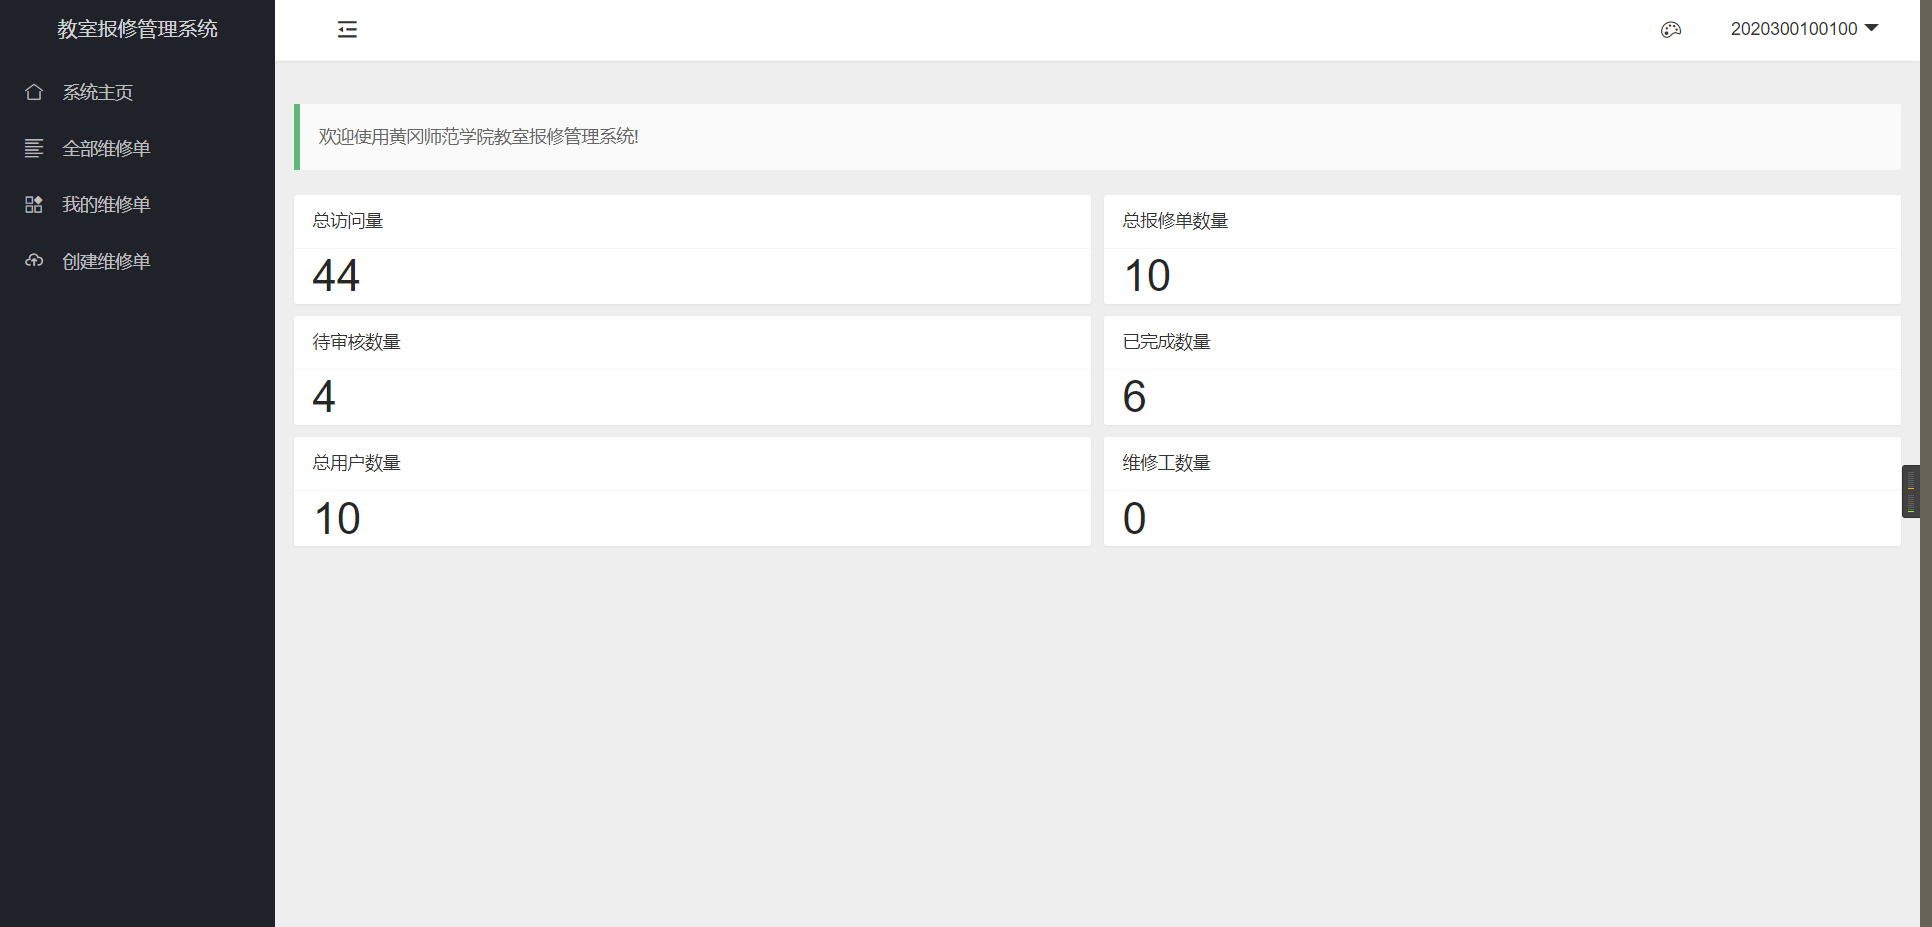 教室报修管理系统
2020300100100
系统主页
全部维修单
我的维修单
创建维修单
欢迎使用黄冈师范学院教室报修管理系统!
总访问量
44
总报修单数量
10
待审核数量
4
已完成数量
6
总用户数量
10
维修工数量
0